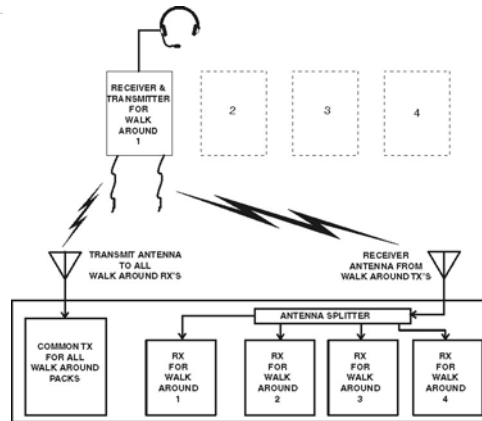 RECEIVER &
TRANSMITTER
FOR
WALK
AROUND
1
2
3
4
TRANSMIT ANTENNA
TO ALL
WALK AROUND RX'S
RECEIVER
ANTENNA FROM
WALK AROUND TX'S
ANTENNA SPLITTER
COMMON TX
FOR ALL
WALK AROUND
PACKS
RX
FOR
WALK
AROUND
1
RX
FOR
WALK
AROUND
2
RX
FOR
WALK
AROUND
3
RX
FOR
WALK
AROUND
4